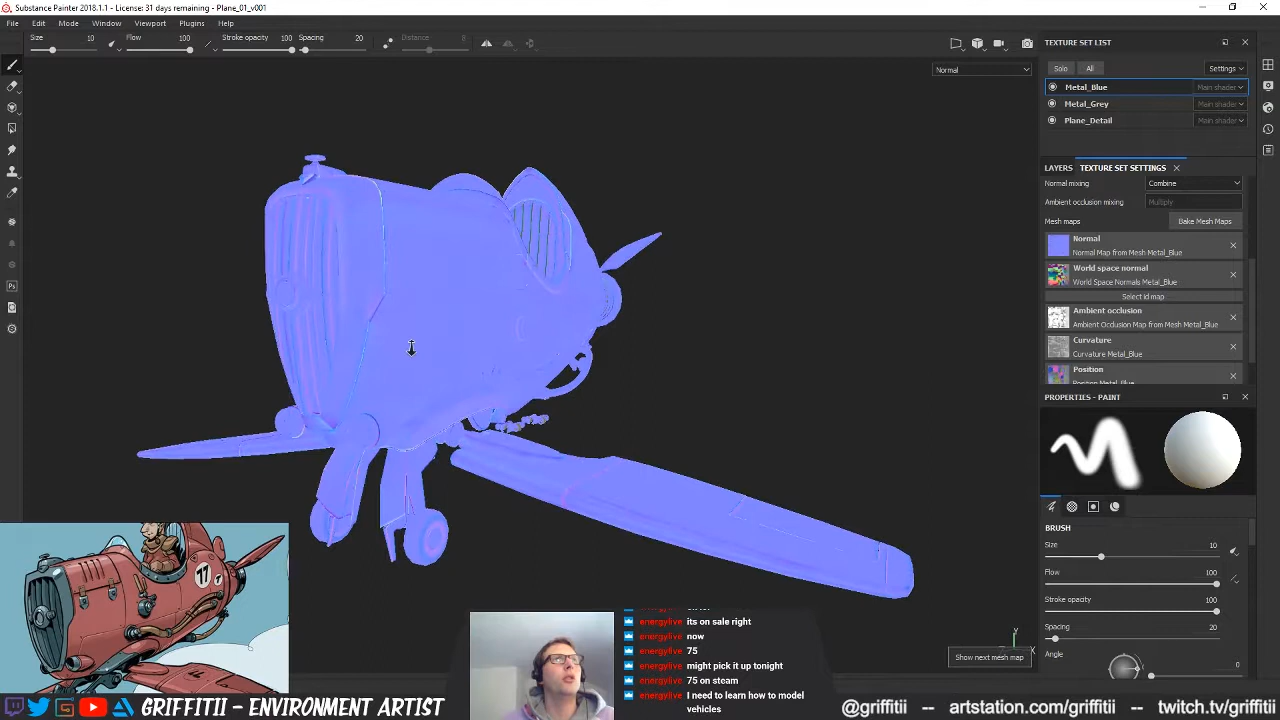 Substance Painter 2018.1.1 - License: 31 days remaining - Plane_01_v001
File Edit Mode Window Viewport Plugins Help
Size 10 Flow 100 Stroke opacity 100 Spacing 20 Distance 8
Normal
TEXTURE SET LIST
Solo All Settings
Metal_Blue Main shader
Metal_Grey Main shader
Plane_Detail Main shader
LAYERS TEXTURE SET SETTINGS
Normal mixing Combine
Ambient occlusion mixing Multiply
Mesh maps Bake Mesh Maps
Normal
Normal Map from Mesh Metal_Blue
World space normal
World Space Normals Metal_Blue
Select id map
Ambient occlusion
Ambient Occlusion Map from Mesh Metal_Blue
Curvature
Curvature Metal_Blue
Position
Position Metal_Blue
PROPERTIES - PAINT
BRUSH
Size 10
Flow 100
Stroke opacity 100
Spacing 20
Angle 0
Y
X
Show next mesh map
Ps
77
energylive its on sale right
energylive now
energylive 75
energylive might pick it up tonight
energylive 75 on steam
energylive I need to learn how to model
vehicles
GRIFFITII - ENVIRONMENT ARTIST
@griffitii -- artstation.com/griffitii -- twitch.tv/griffitii